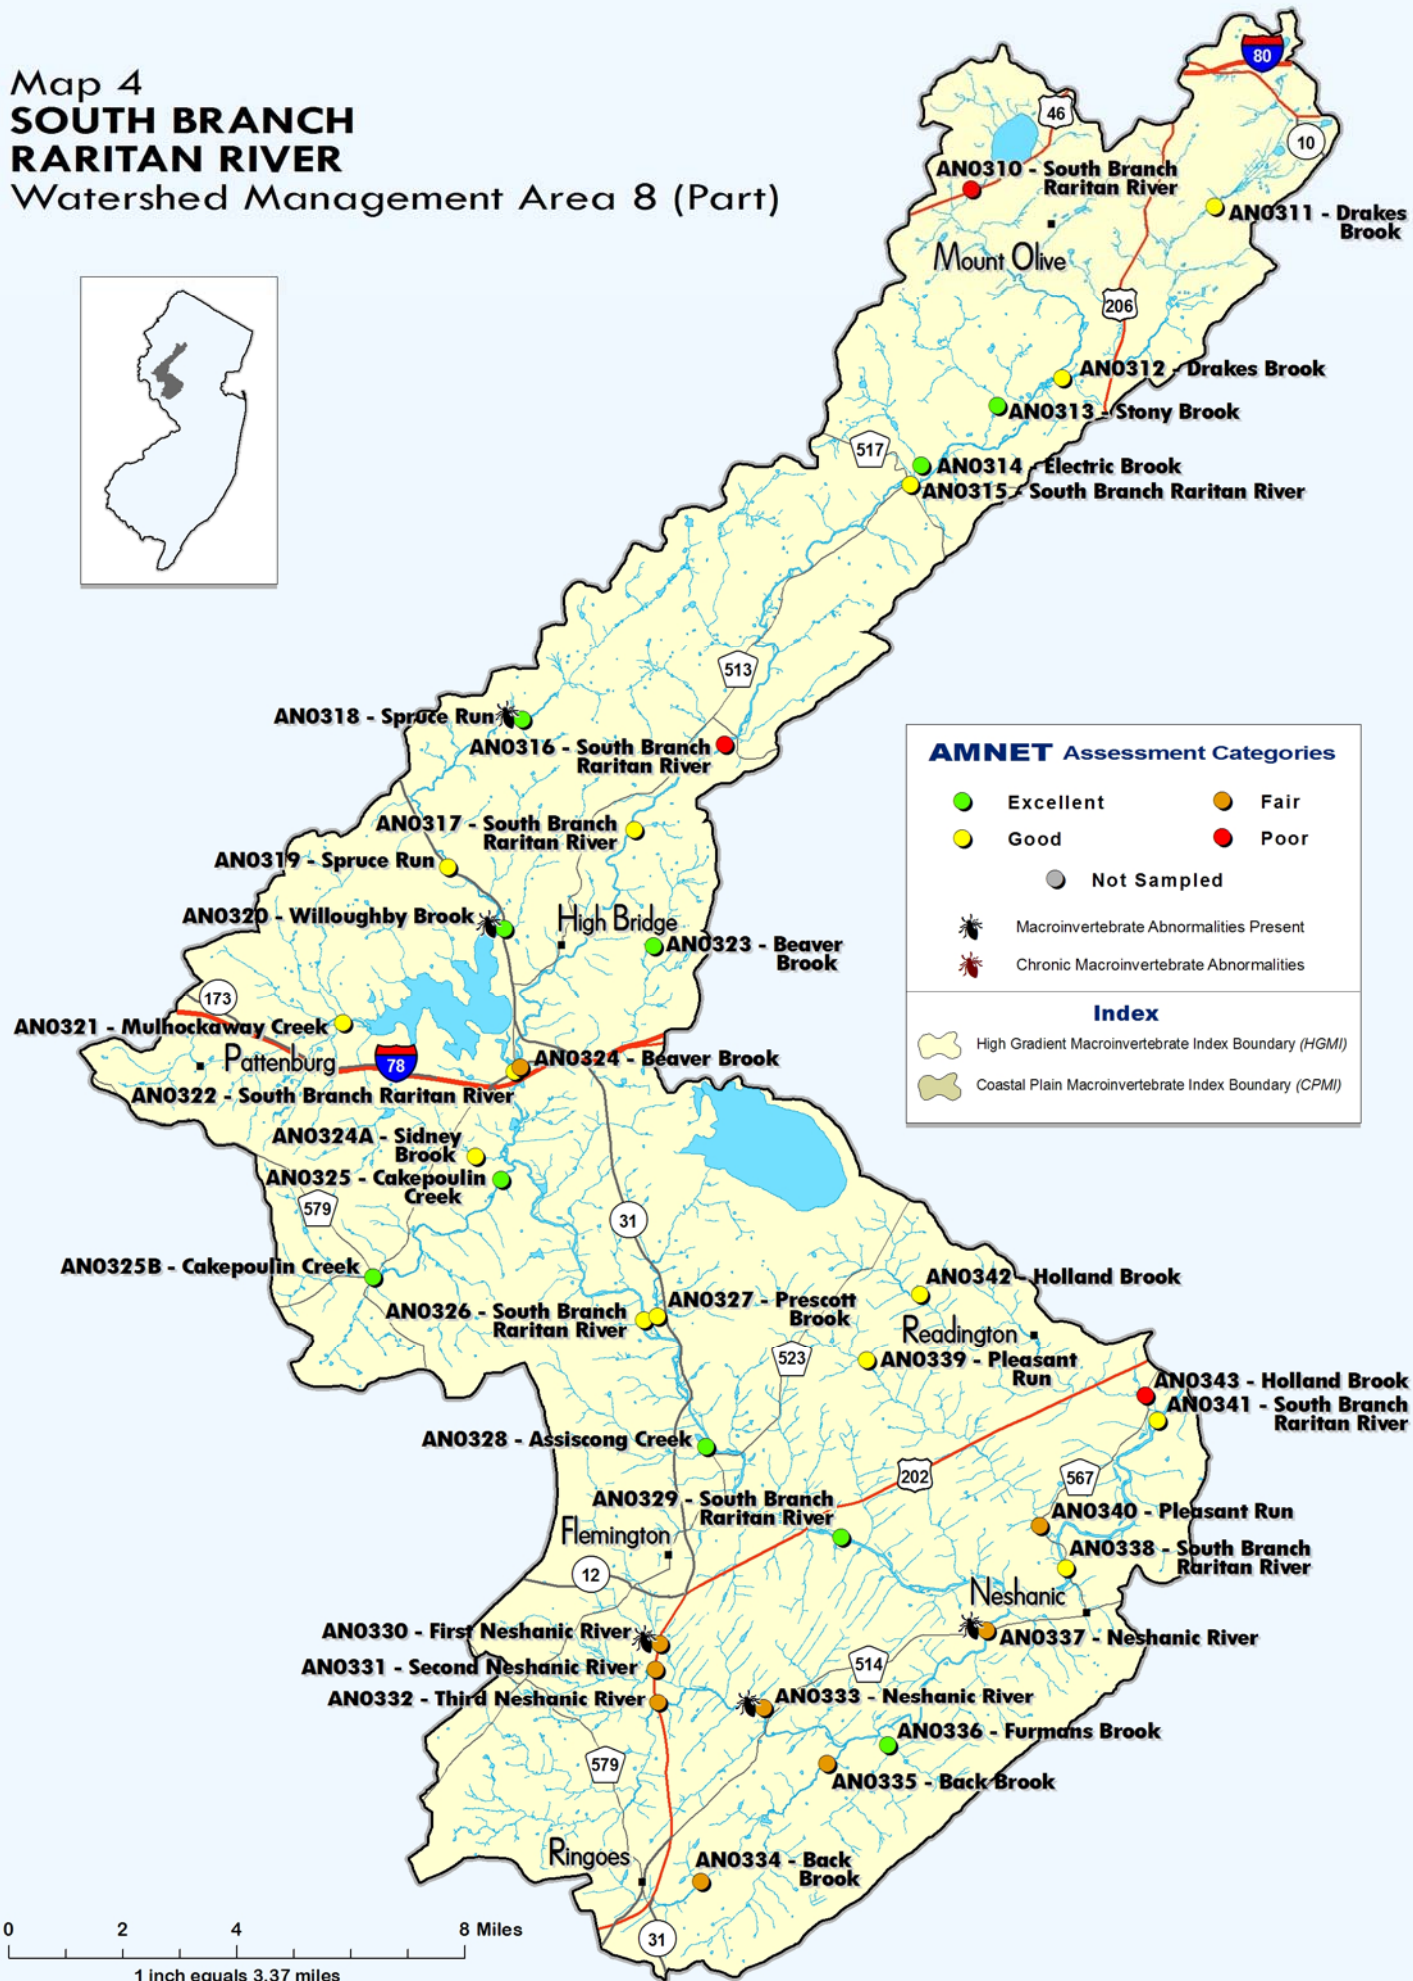 Map 4
SOUTH BRANCH
RARITAN RIVER
Watershed Management Area 8 (Part)
80
46
10
AN0310 - South Branch
Raritan River
AN0311 - Drakes
Brook
Mount Olive
206
AN0312 - Drakes Brook
AN0313 - Stony Brook
517
AN0314 - Electric Brook
AN0315 - South Branch Raritan River
513
AN0318 - Spruce Run
AN0316 - South Branch
Raritan River
AN0317 - South Branch
Raritan River
AN0319 - Spruce Run
AN0320 - Willoughby Brook
High Bridge
AN0323 - Beaver
Brook
173
AN0321 - Mulhockaway Creek
Pattenburg
78
AN0324 - Beaver Brook
AN0322 - South Branch Raritan River
AN0324A - Sidney
Brook
AN0325 - Cakepoulin
Creek
579
31
AN0325B - Cakepoulin Creek
AN0326 - South Branch
Raritan River
AN0327 - Prescott
Brook
AN0342 - Holland Brook
Readington
523
AN0339 - Pleasant
Run
AN0343 - Holland Brook
AN0341 - South Branch
Raritan River
AN0328 - Assiscong Creek
202
567
AN0329 - South Branch
Raritan River
AN0340 - Pleasant Run
Flemington
AN0338 - South Branch
Raritan River
12
Neshanic
AN0330 - First Neshanic River
AN0337 - Neshanic River
AN0331 - Second Neshanic River
514
AN0332 - Third Neshanic River
AN0333 - Neshanic River
AN0336 - Furmans Brook
579
AN0335 - Back Brook
Ringoes
AN0334 - Back
Brook
31
AMNET Assessment Categories
Excellent
Fair
Good
Poor
Not Sampled
Macroinvertebrate Abnormalities Present
Chronic Macroinvertebrate Abnormalities
Index
High Gradient Macroinvertebrate Index Boundary (HGMI)
Coastal Plain Macroinvertebrate Index Boundary (CPMI)
0 2 4 8 Miles
1 inch equals 3.37 miles